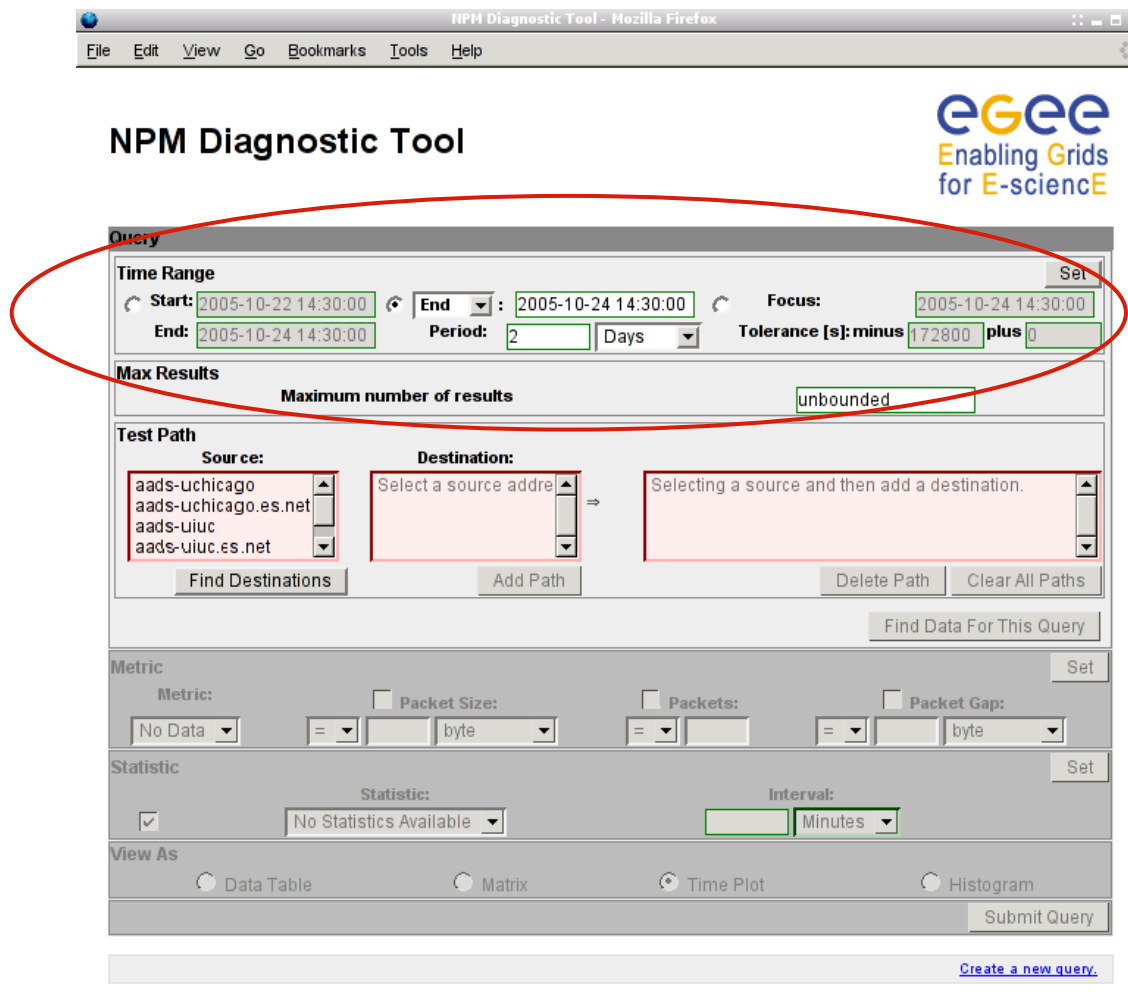 NPM Diagnostic Tool - Mozilla Firefox
File Edit View Go Bookmarks Tools Help
NPM Diagnostic Tool
egee
Enabling Grids
for E-sciencE
Query
Time Range
Set
Start: 2005-10-22 14:30:00 End : 2005-10-24 14:30:00 Focus: 2005-10-24 14:30:00
End: 2005-10-24 14:30:00 Period: 2 Days Tolerance [s]: minus 172800 plus 0
Max Results
Maximum number of results unbounded
Test Path
Source: Destination:
aads-uchicago
aads-uchicago.es.net
aads-uiuc
aads-uiuc.es.net
Select a source addre
⇒
Selecting a source and then add a destination.
Find Destinations Add Path Delete Path Clear All Paths
Find Data For This Query
Metric Set
Metric: Packet Size: Packets: Packet Gap:
No Data = byte = = byte
Statistic Set
Statistic: Interval:
No Statistics Available Minutes
View As
Data Table Matrix Time Plot Histogram
Submit Query
Create a new query.